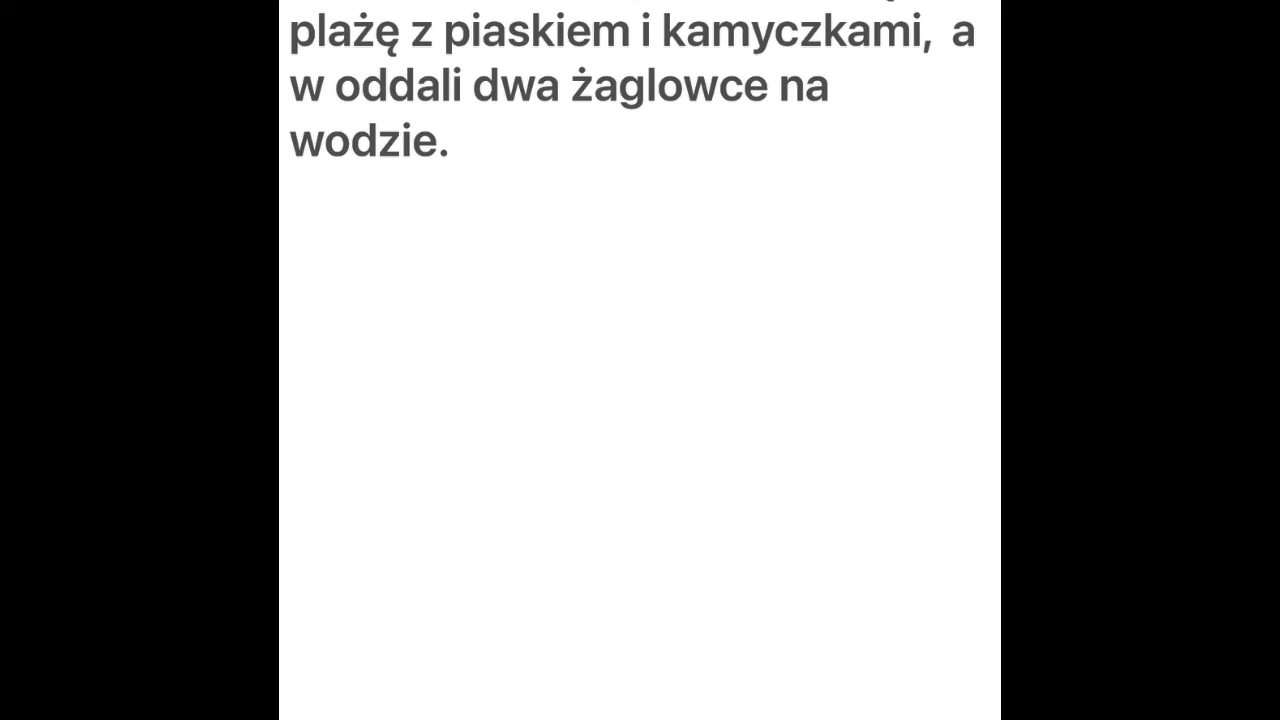 plażę z piaskiem i kamyczkami,  a
w oddali dwa żaglowce na
wodzie.